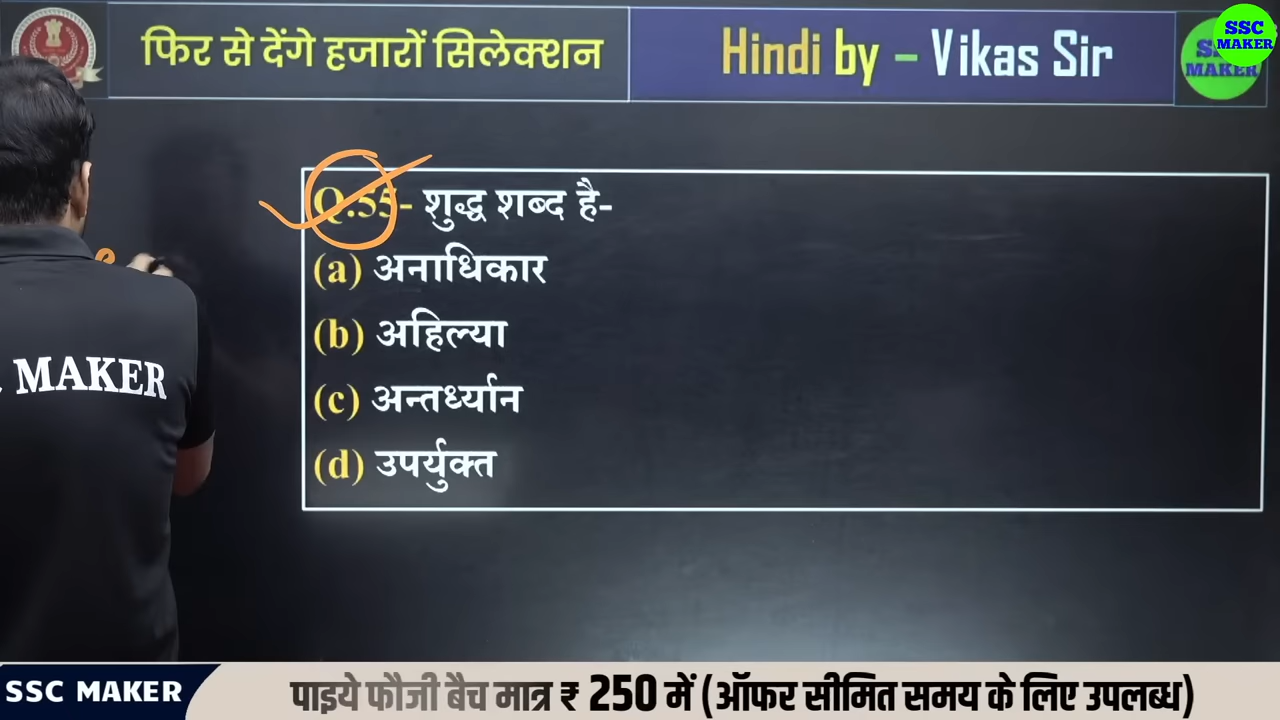 फिर से देंगे हजारों सिलेक्शन
Hindi by – Vikas Sir
SSC
MAKER
MAKER
Q.55- शुद्ध शब्द है-
(a) अनाधिकार
(b) अहिल्या
(c) अन्तर्ध्यान
(d) उपर्युक्त
MAKER
SSC MAKER
पाइये फौजी बैच मात्र ₹ 250 में (ऑफर सीमित समय के लिए उपलब्ध)